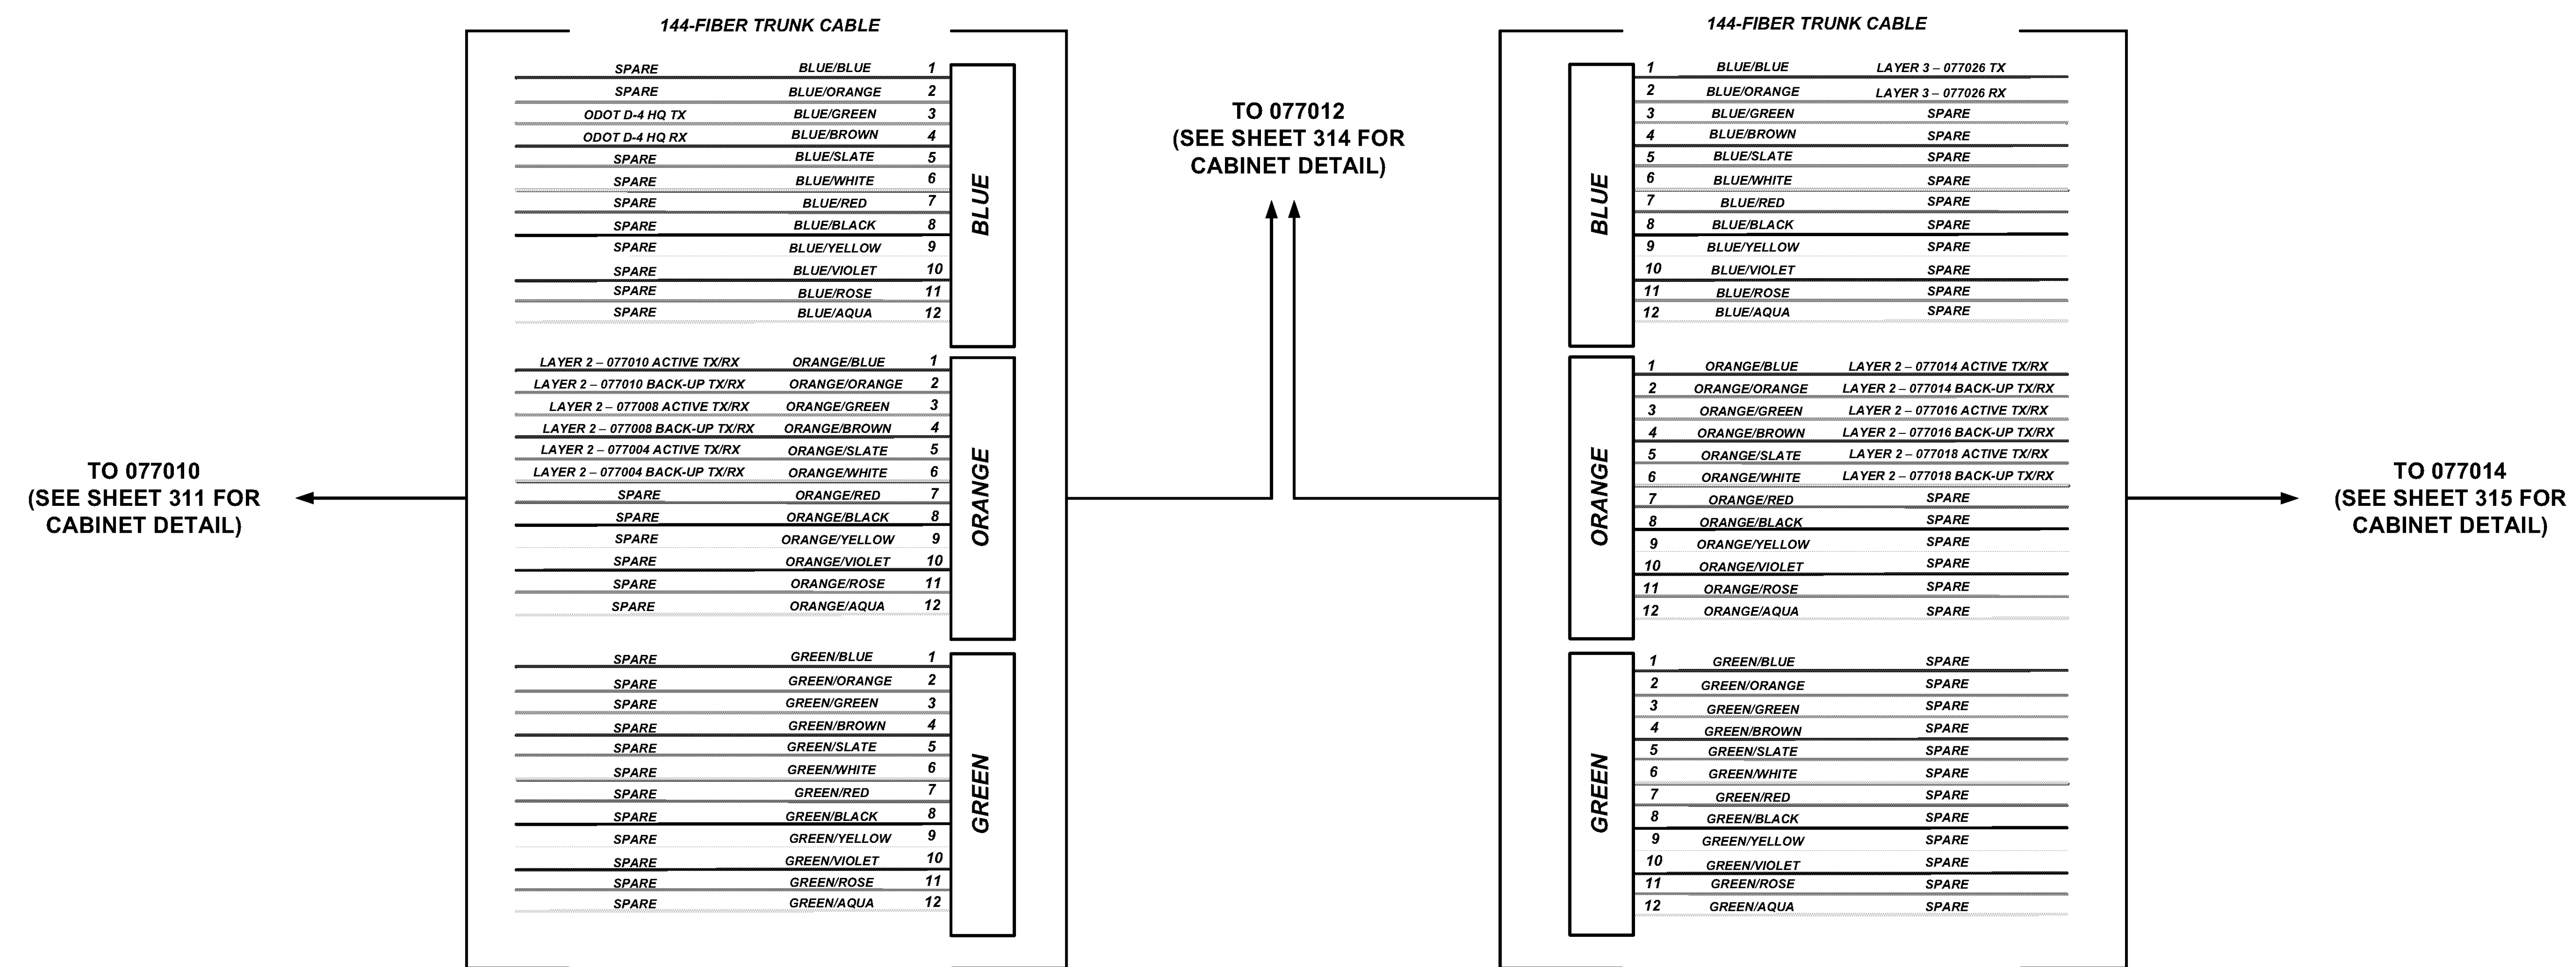 144-FIBER TRUNK CABLE
SPARE BLUE/BLUE 1
SPARE BLUE/ORANGE 2
ODOT D-4 HQ TX BLUE/GREEN 3
ODOT D-4 HQ RX BLUE/BROWN 4
SPARE BLUE/SLATE 5
SPARE BLUE/WHITE 6
SPARE BLUE/RED 7
SPARE BLUE/BLACK 8
SPARE BLUE/YELLOW 9
SPARE BLUE/VIOLET 10
SPARE BLUE/ROSE 11
SPARE BLUE/AQUA 12
BLUE
LAYER 2 – 077010 ACTIVE TX/RX ORANGE/BLUE 1
LAYER 2 – 077010 BACK-UP TX/RX ORANGE/ORANGE 2
LAYER 2 – 077008 ACTIVE TX/RX ORANGE/GREEN 3
LAYER 2 – 077008 BACK-UP TX/RX ORANGE/BROWN 4
LAYER 2 – 077004 ACTIVE TX/RX ORANGE/SLATE 5
LAYER 2 – 077004 BACK-UP TX/RX ORANGE/WHITE 6
SPARE ORANGE/RED 7
SPARE ORANGE/BLACK 8
SPARE ORANGE/YELLOW 9
SPARE ORANGE/VIOLET 10
SPARE ORANGE/ROSE 11
SPARE ORANGE/AQUA 12
ORANGE
SPARE GREEN/BLUE 1
SPARE GREEN/ORANGE 2
SPARE GREEN/GREEN 3
SPARE GREEN/BROWN 4
SPARE GREEN/SLATE 5
SPARE GREEN/WHITE 6
SPARE GREEN/RED 7
SPARE GREEN/BLACK 8
SPARE GREEN/YELLOW 9
SPARE GREEN/VIOLET 10
SPARE GREEN/ROSE 11
SPARE GREEN/AQUA 12
GREEN
TO 077010
(SEE SHEET 311 FOR
CABINET DETAIL)
TO 077012
(SEE SHEET 314 FOR
CABINET DETAIL)
144-FIBER TRUNK CABLE
BLUE
1 BLUE/BLUE LAYER 3 – 077026 TX
2 BLUE/ORANGE LAYER 3 – 077026 RX
3 BLUE/GREEN SPARE
4 BLUE/BROWN SPARE
5 BLUE/SLATE SPARE
6 BLUE/WHITE SPARE
7 BLUE/RED SPARE
8 BLUE/BLACK SPARE
9 BLUE/YELLOW SPARE
10 BLUE/VIOLET SPARE
11 BLUE/ROSE SPARE
12 BLUE/AQUA SPARE
ORANGE
1 ORANGE/BLUE LAYER 2 – 077014 ACTIVE TX/RX
2 ORANGE/ORANGE LAYER 2 – 077014 BACK-UP TX/RX
3 ORANGE/GREEN LAYER 2 – 077016 ACTIVE TX/RX
4 ORANGE/BROWN LAYER 2 – 077016 BACK-UP TX/RX
5 ORANGE/SLATE LAYER 2 – 077018 ACTIVE TX/RX
6 ORANGE/WHITE LAYER 2 – 077018 BACK-UP TX/RX
7 ORANGE/RED SPARE
8 ORANGE/BLACK SPARE
9 ORANGE/YELLOW SPARE
10 ORANGE/VIOLET SPARE
11 ORANGE/ROSE SPARE
12 ORANGE/AQUA SPARE
GREEN
1 GREEN/BLUE SPARE
2 GREEN/ORANGE SPARE
3 GREEN/GREEN SPARE
4 GREEN/BROWN SPARE
5 GREEN/SLATE SPARE
6 GREEN/WHITE SPARE
7 GREEN/RED SPARE
8 GREEN/BLACK SPARE
9 GREEN/YELLOW SPARE
10 GREEN/VIOLET SPARE
11 GREEN/ROSE SPARE
12 GREEN/AQUA SPARE
TO 077014
(SEE SHEET 315 FOR
CABINET DETAIL)